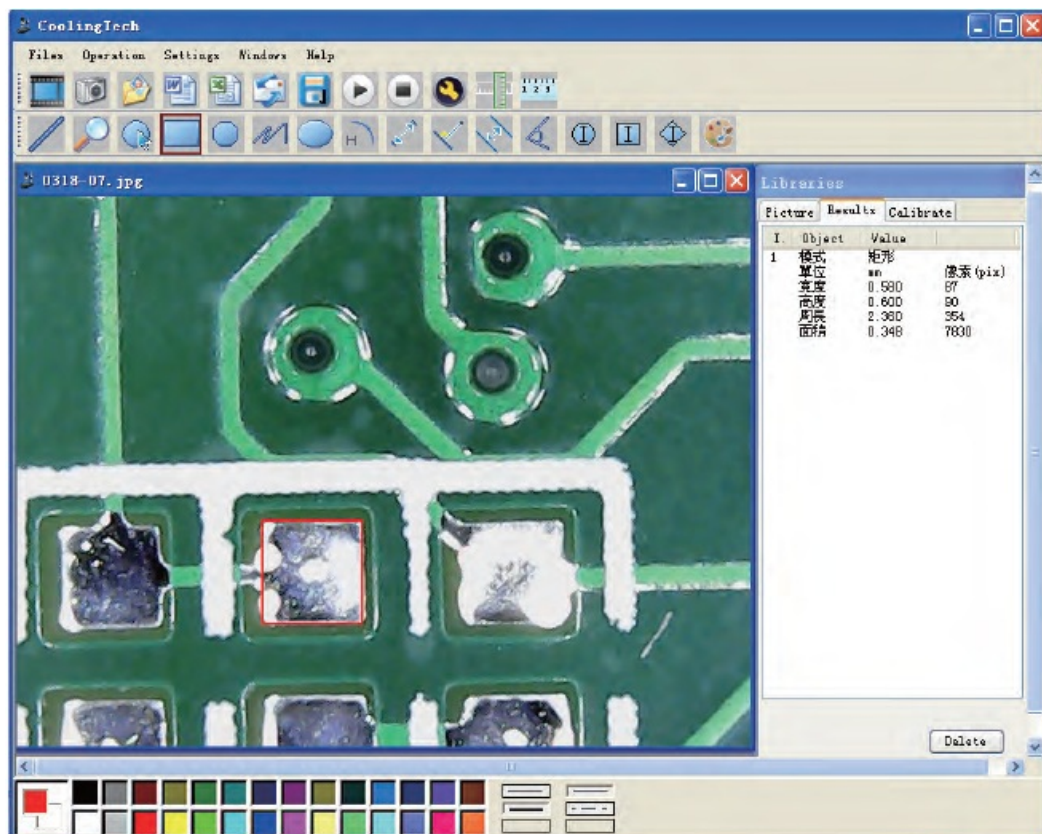 CoolingTech
Files Operation Settings Windows Help
0318-07.jpg
Libraries
Picture Results Calibrate
I. Object Value
1 模式 矩形
單位 mm 像素(pix)
寬度 0.580 87
高度 0.600 90
周長 2.360 354
面積 0.348 7830
Delete